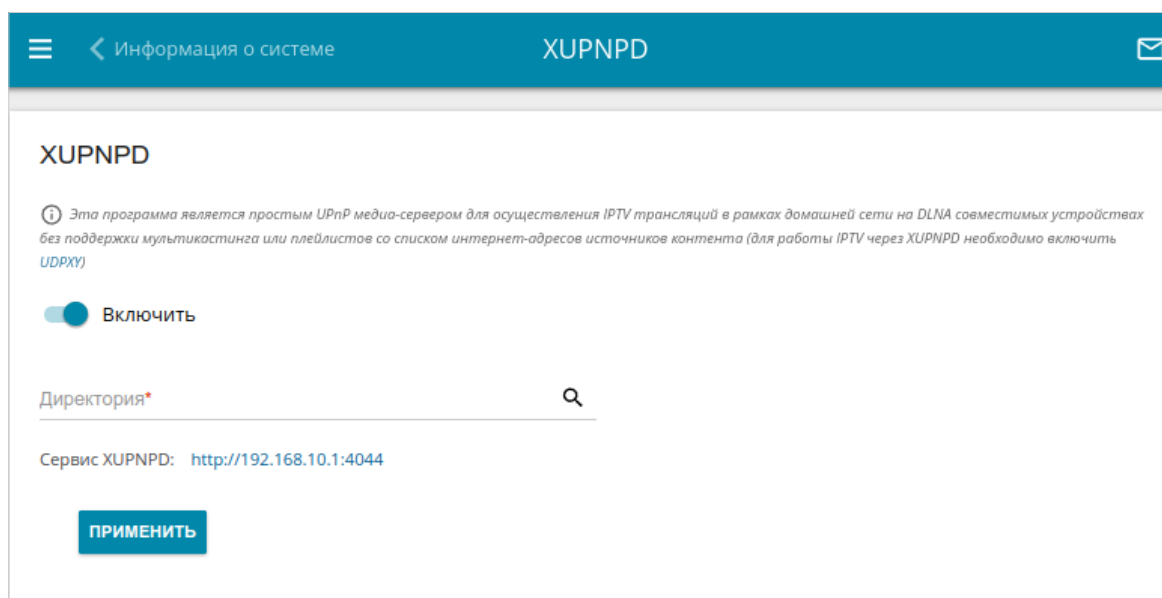 Информация о системе
XUPNPD
XUPNPD
Эта программа является простым UPnP медиа-сервером для осуществления IPTV трансляций в рамках домашней сети на DLNA совместимых устройствах
без поддержки мультикастинга или плейлистов со списком интернет-адресов источников контента (для работы IPTV через XUPNPD необходимо включить
UDPXY)
Включить
Директория*
Сервис XUPNPD: http://192.168.10.1:4044
ПРИМЕНИТЬ